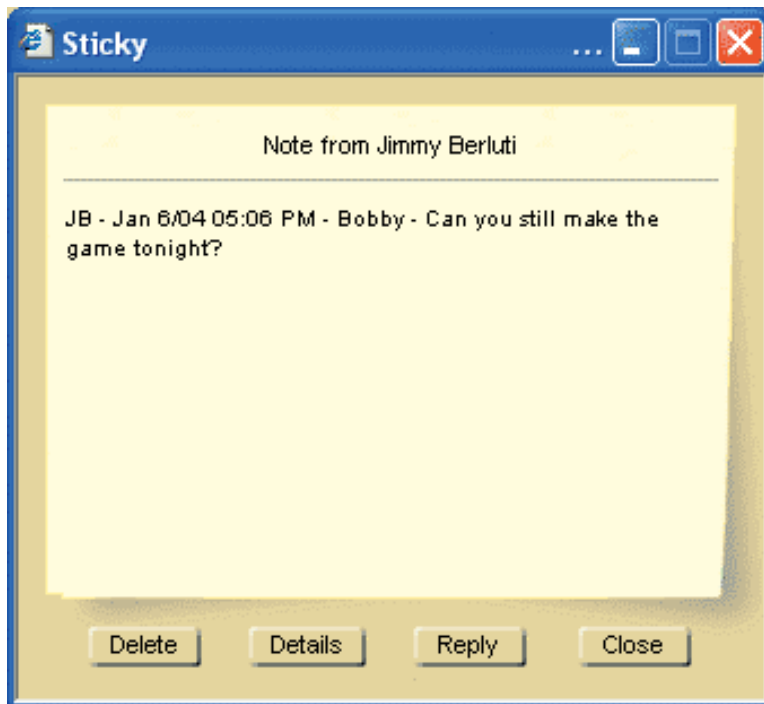 Sticky ...
Note from Jimmy Berluti
JB - Jan 6/04 05:06 PM - Bobby - Can you still make the
game tonight?
Delete Details Reply Close